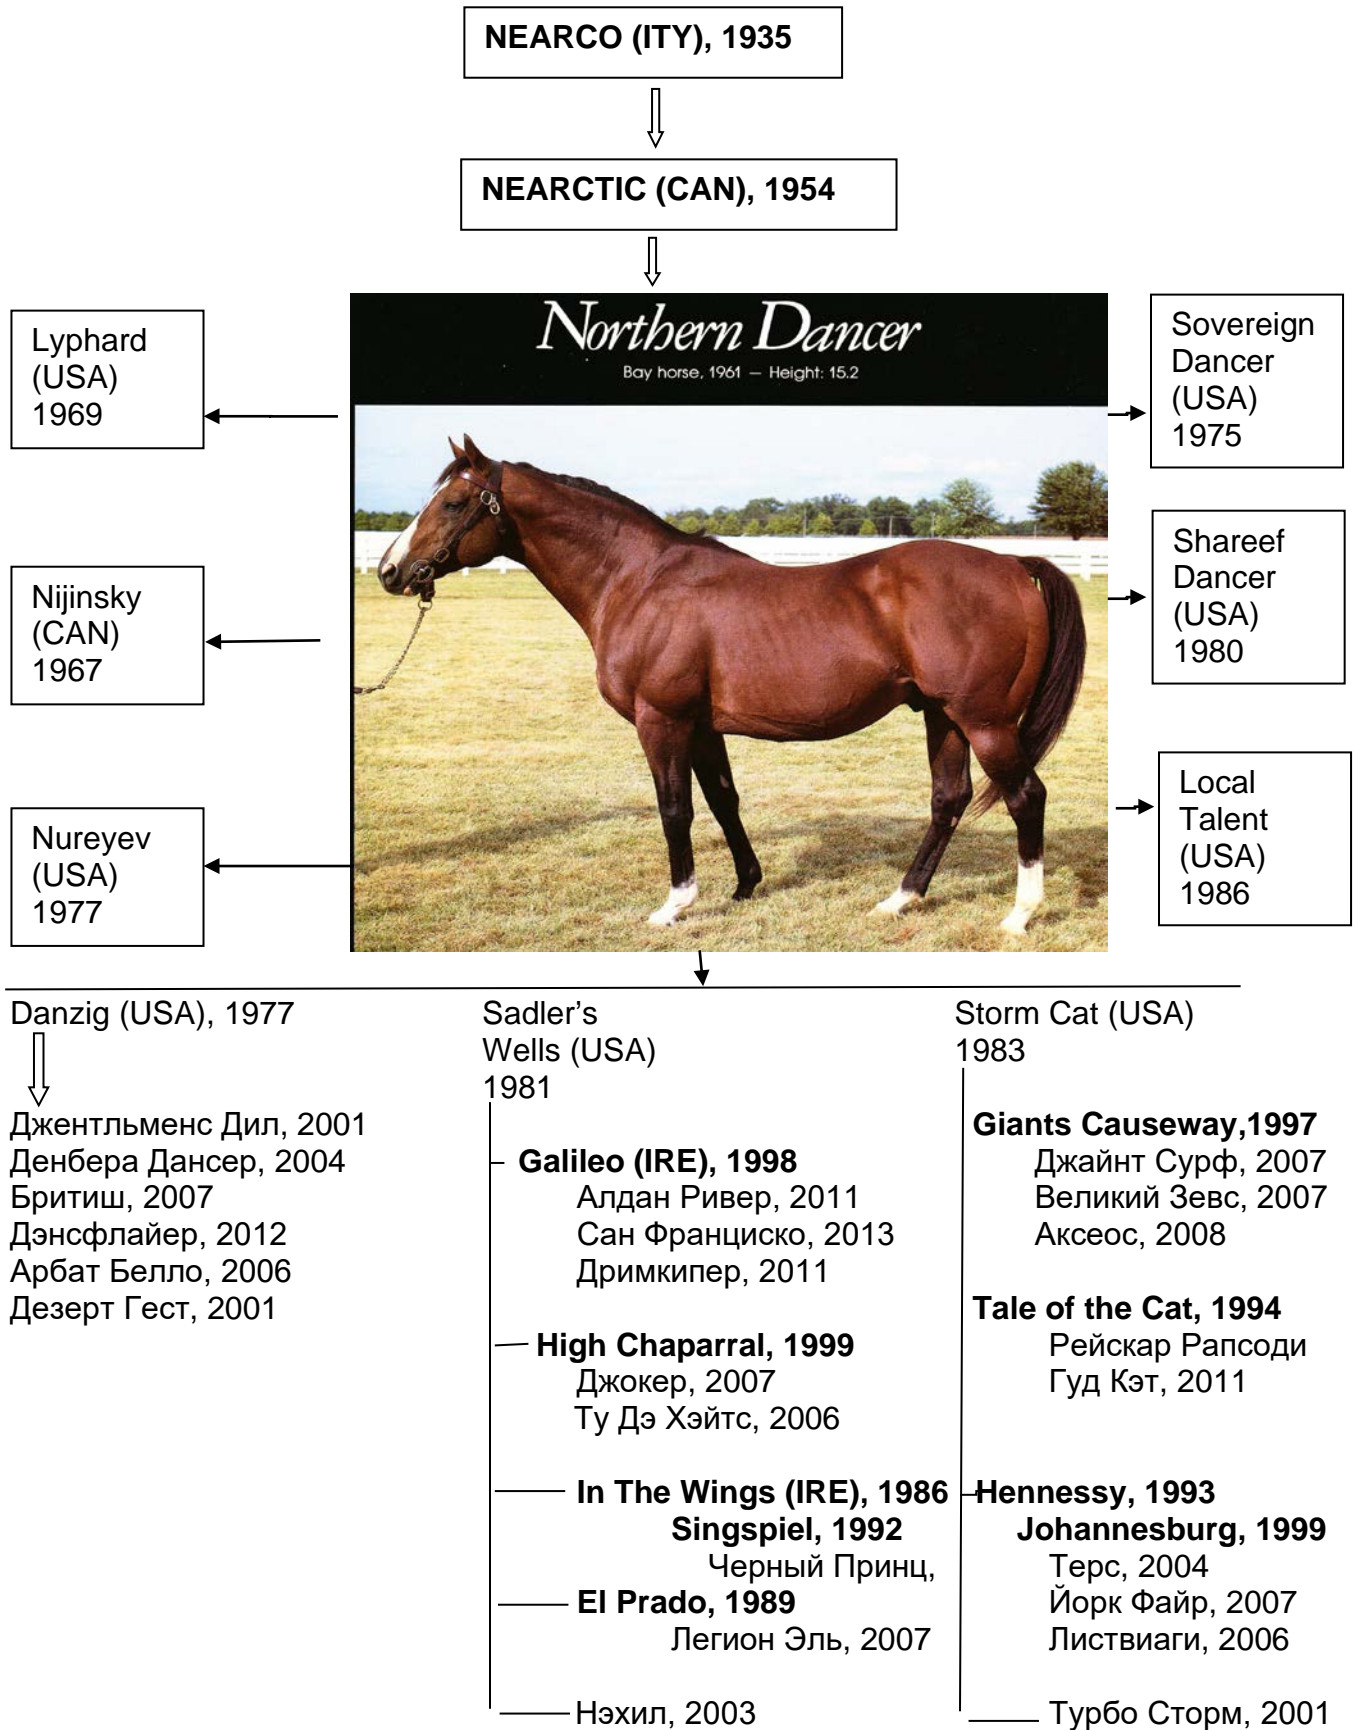 NEARCO (ITY), 1935
NEARCTIC (CAN), 1954
Northern Dancer
Bay horse, 1961 — Height: 15.2
Lyphard
(USA)
1969
Nijinsky
(CAN)
1967
Nureyev
(USA)
1977
Sovereign
Dancer
(USA)
1975
Shareef
Dancer
(USA)
1980
Local
Talent
(USA)
1986
Danzig (USA), 1977
Джентльменс Дил, 2001
Денбера Дансер, 2004
Бритиш, 2007
Дэнсфлайер, 2012
Арбат Белло, 2006
Дезерт Гест, 2001
Sadler’s
Wells (USA)
1981
Galileo (IRE), 1998
Алдан Ривер, 2011
Сан Франциско, 2013
Дримкипер, 2011
High Chaparral, 1999
Джокер, 2007
Ту Дэ Хэйтс, 2006
In The Wings (IRE), 1986
Singspiel, 1992
Черный Принц,
El Prado, 1989
Легион Эль, 2007
Нэхил, 2003
Storm Cat (USA)
1983
Giants Causeway,1997
Джайнт Сурф, 2007
Великий Зевс, 2007
Аксеос, 2008
Tale of the Cat, 1994
Рейскар Рапсоди
Гуд Кэт, 2011
Hennessy, 1993
Johannesburg, 1999
Терс, 2004
Йорк Файр, 2007
Листвиаги, 2006
Турбо Сторм, 2001